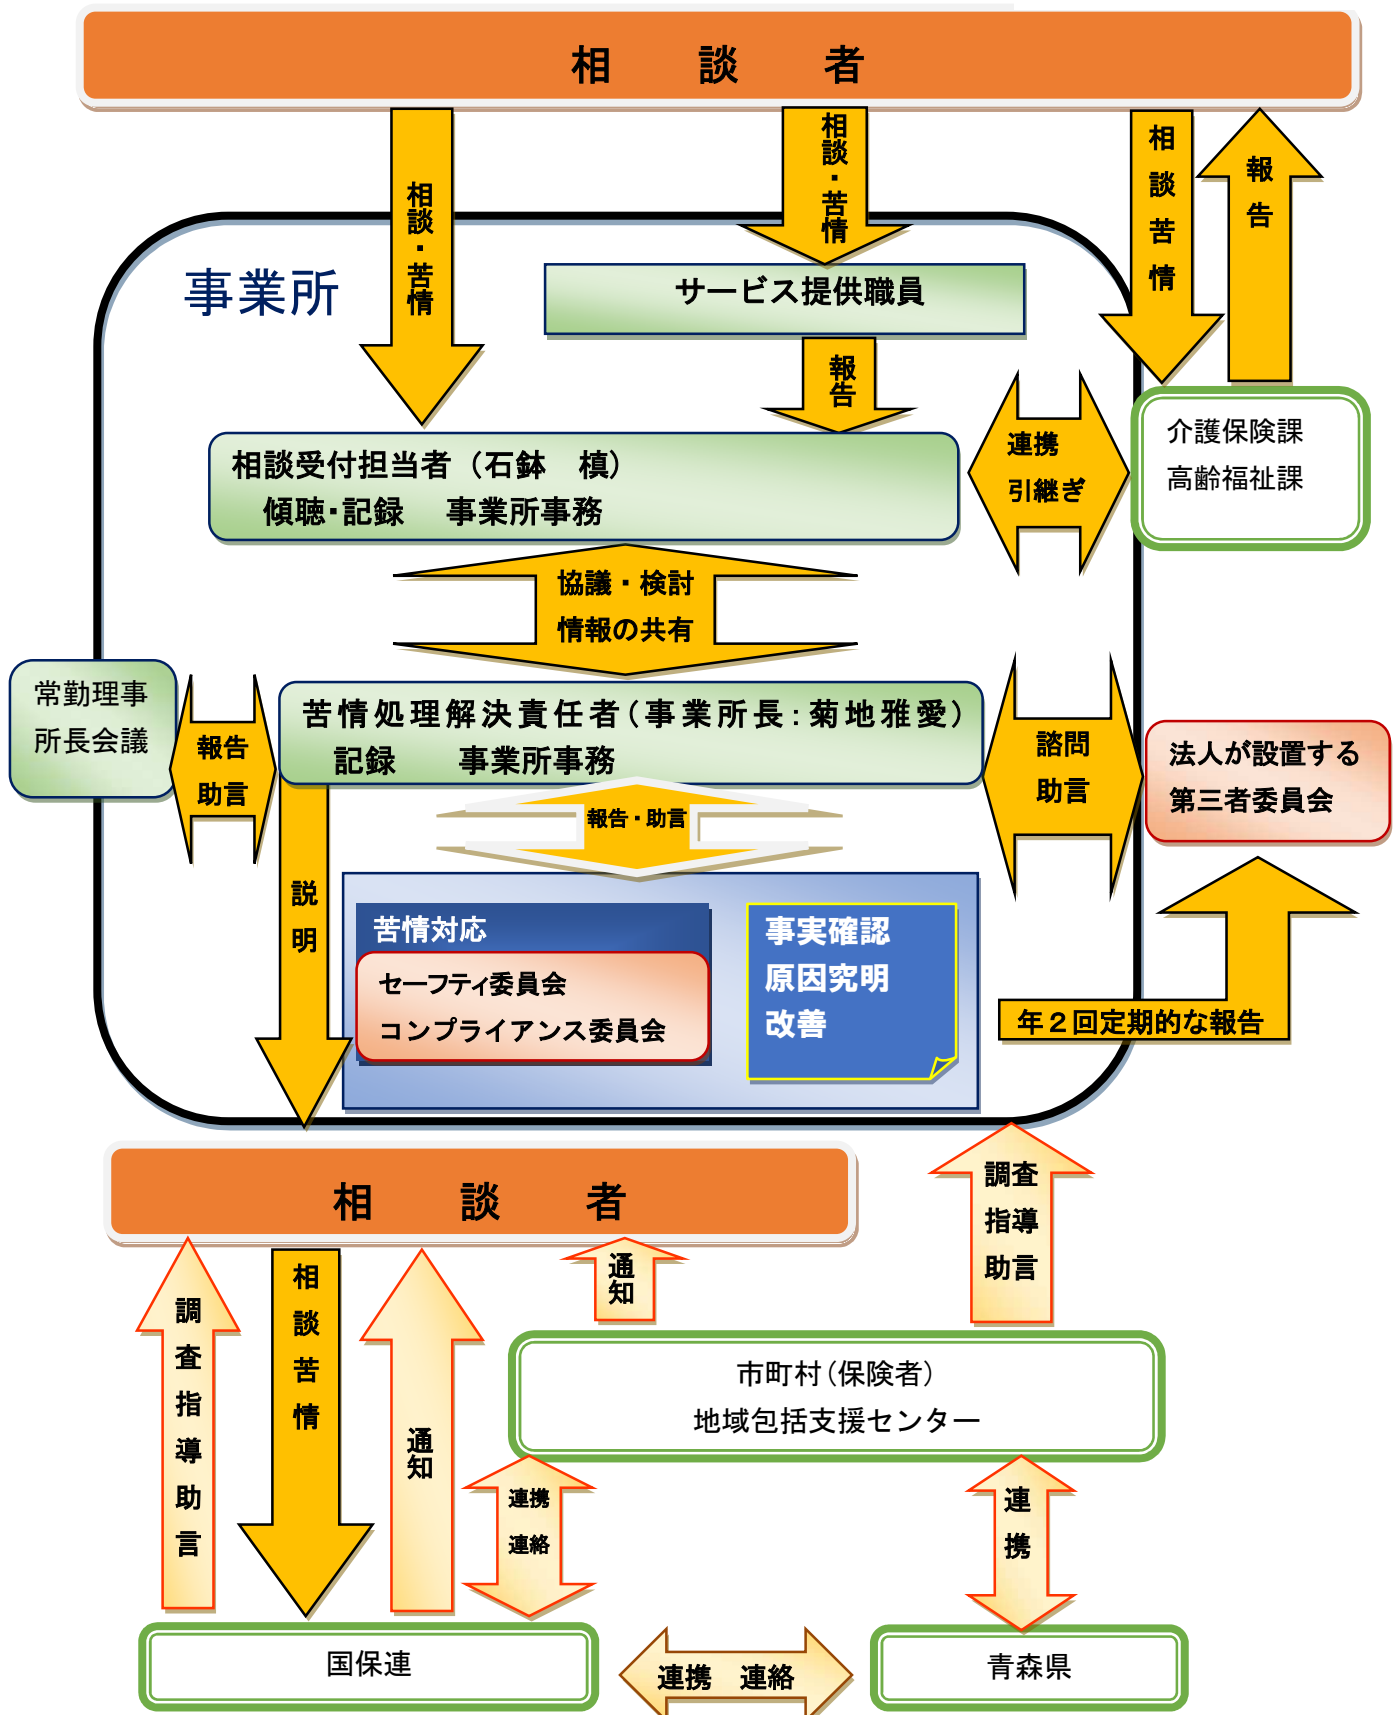 相　談　者
相談・苦情
相談・苦情
相談苦情
報告
事業所
サービス提供職員
報告
相談受付担当者（石鉢　槙）
傾聴・記録　事業所事務
連携
引継ぎ
介護保険課
高齢福祉課
協議・検討
情報の共有
常勤理事
所長会議
報告
助言
苦情処理解決責任者（事業所長：菊地雅愛）
記録　事業所事務
諮問
助言
法人が設置する
第三者委員会
報告・助言
説明
苦情対応
セーフティ委員会
コンプライアンス委員会
事実確認
原因究明
改善
年２回定期的な報告
相　談　者
調査
指導
助言
調査指導助言
相談苦情
通知
通知
市町村（保険者）
地域包括支援センター
連携
連絡
連携
国保連
連携　連絡
青森県